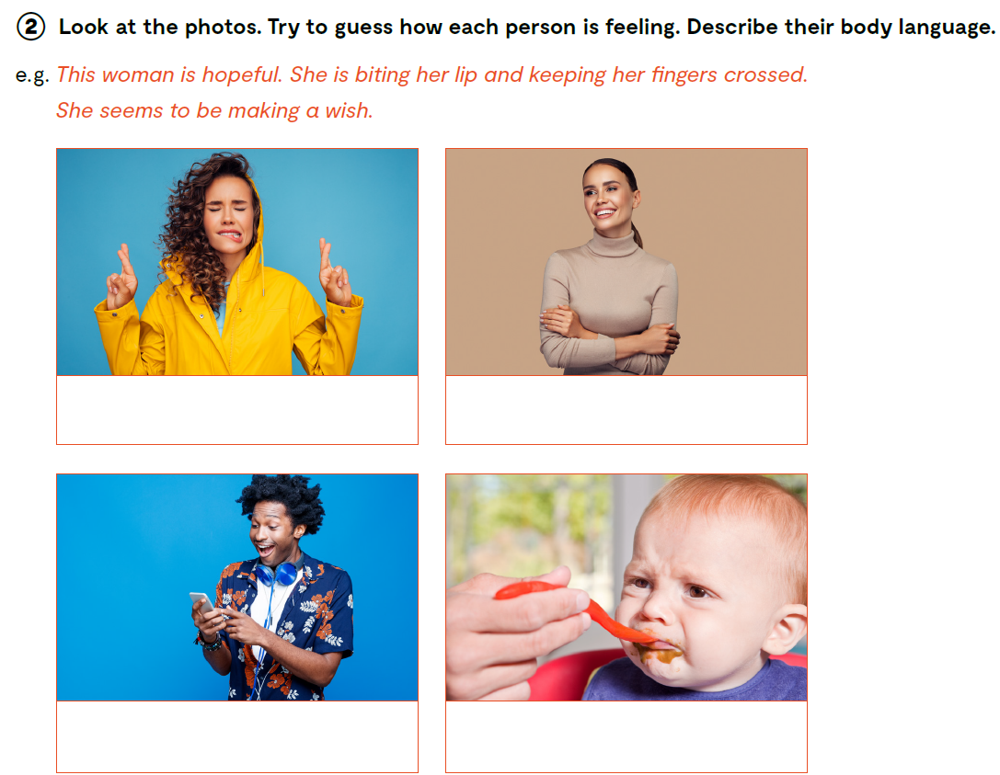 ② Look at the photos. Try to guess how each person is feeling. Describe their body language.
e.g. This woman is hopeful. She is biting her lip and keeping her fingers crossed.
She seems to be making a wish.